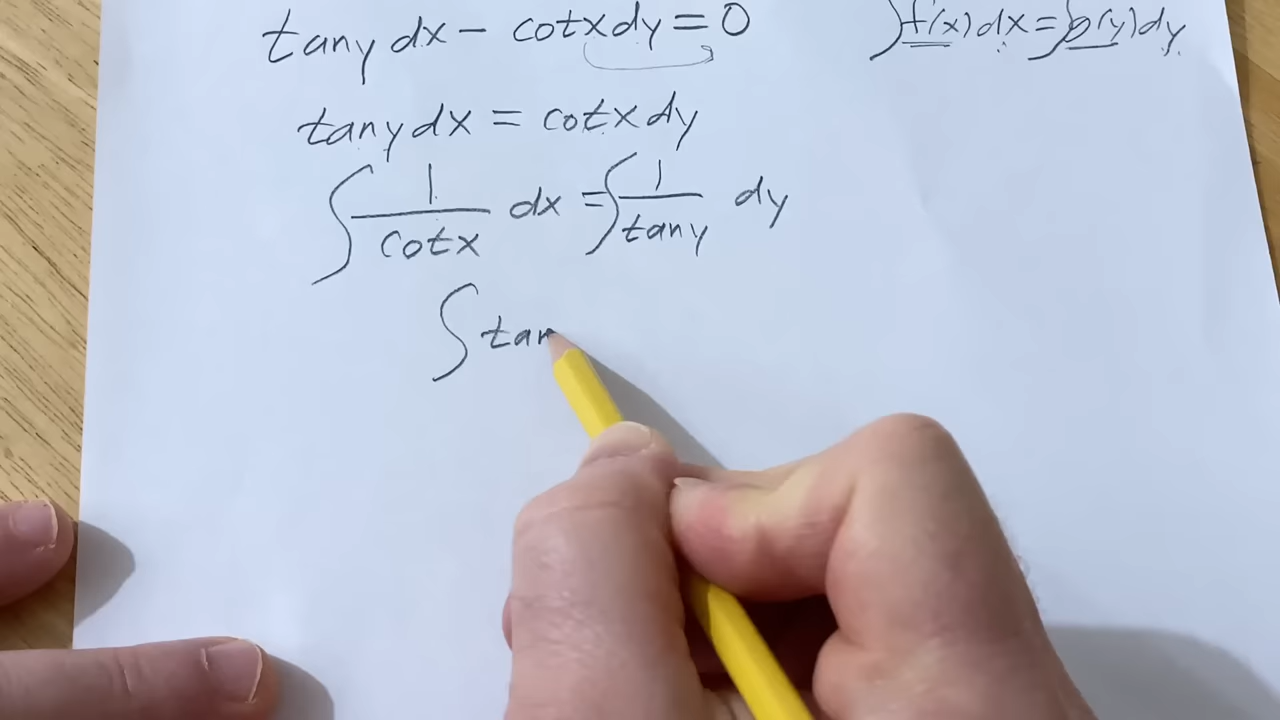 tany dx - cotx dy = 0
∫f(x)dx = ∫g(y)dy
tany dx = cotx dy
∫ 1/cotx dx = ∫ 1/tany dy
∫ tan